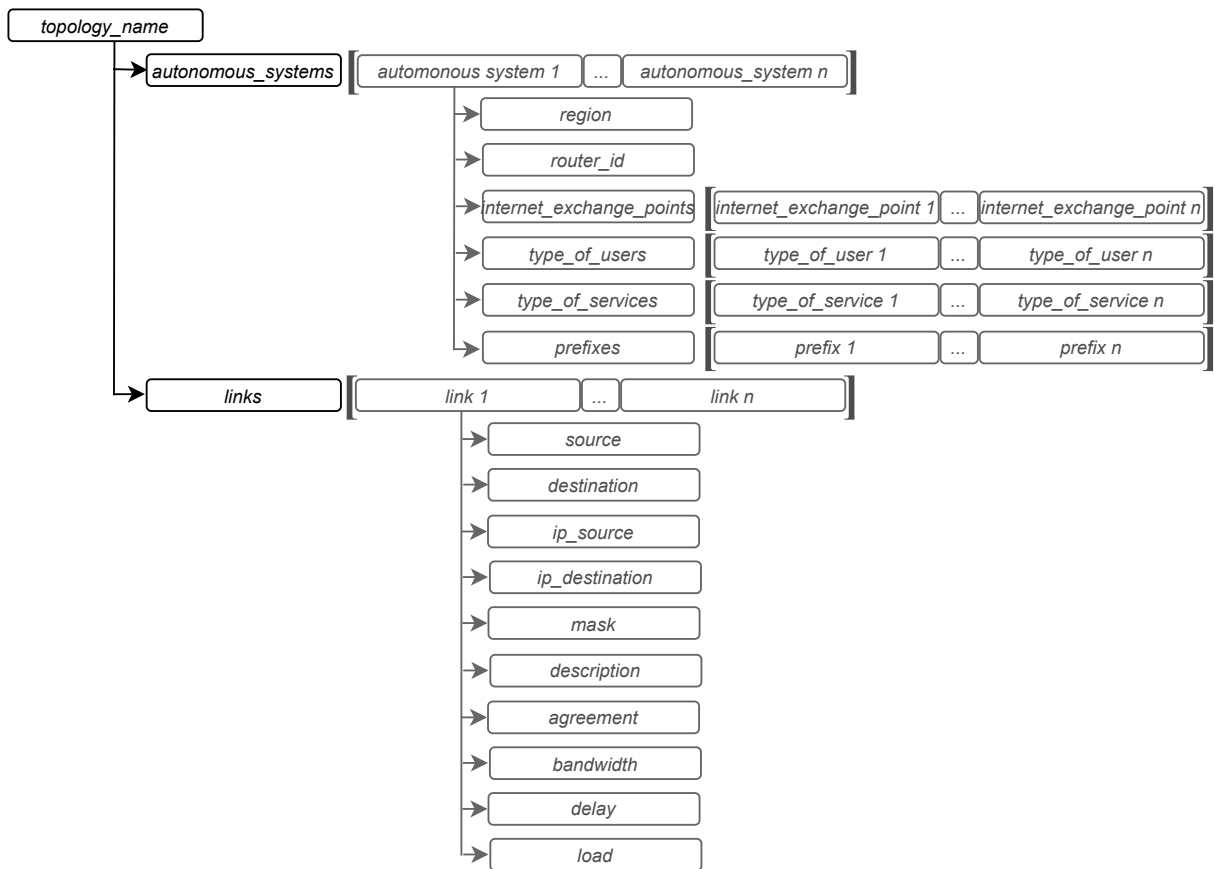 topology_name
autonomous_systems automonous system 1 ... autonomous_system n
region
router_id
internet_exchange_points internet_exchange_point 1 ... internet_exchange_point n
type_of_users type_of_user 1 ... type_of_user n
type_of_services type_of_service 1 ... type_of_service n
prefixes prefix 1 ... prefix n
links link 1 ... link n
source
destination
ip_source
ip_destination
mask
description
agreement
bandwidth
delay
load